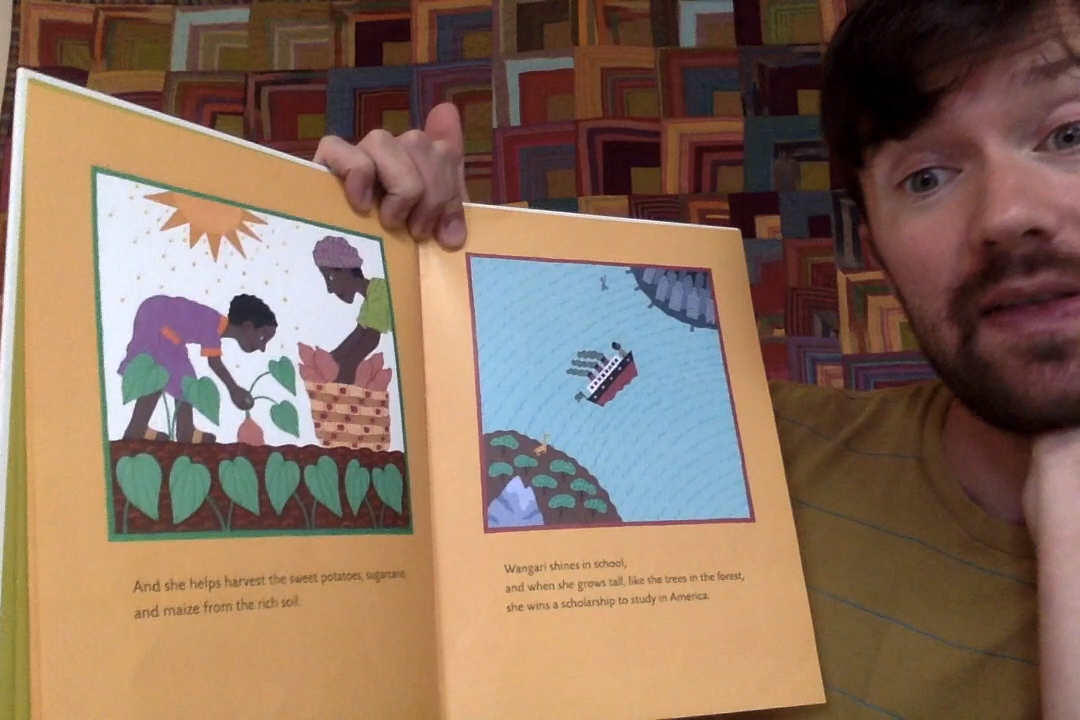 And she helps harvest the sweet potatoes, sugarcane,
and maize from the rich soil.
Wangari shines in school,
and when she grows tall, like the trees in the forest,
she wins a scholarship to study in America.